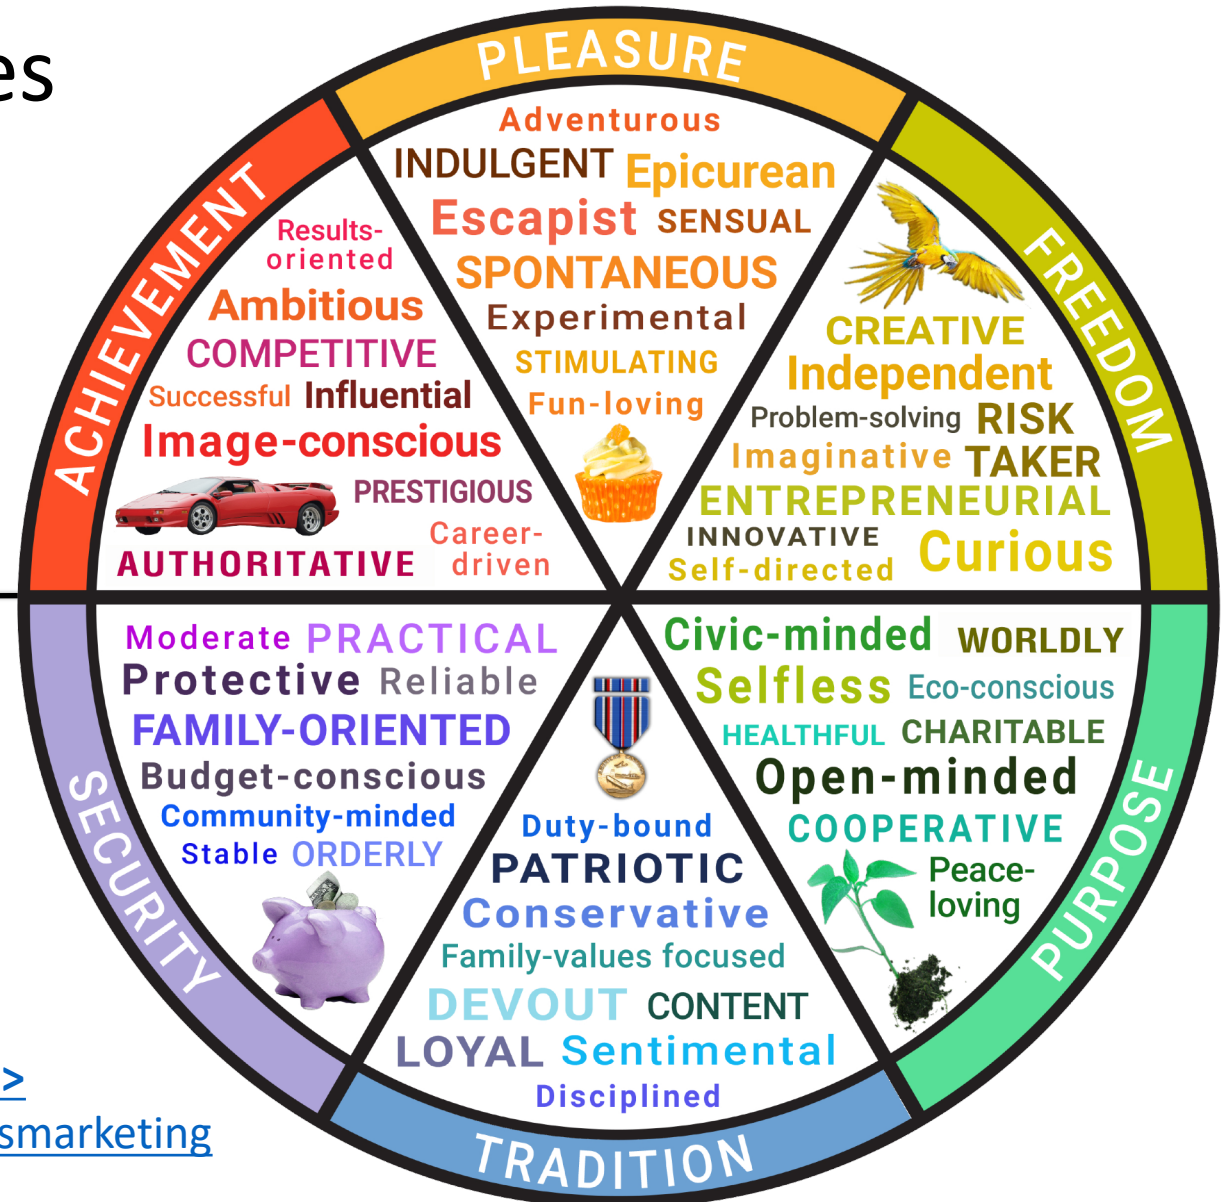 es
PLEASURE
Adventurous
INDULGENT Epicurean
Escapist SENSUAL
SPONTANEOUS
Experimental
STIMULATING
Fun-loving
FREEDOM
CREATIVE
Independent
Problem-solving RISK
Imaginative TAKER
ENTREPRENEURIAL
INNOVATIVE
Self-directed Curious
ACHIEVEMENT
Results-
oriented
Ambitious
COMPETITIVE
Successful Influential
Image-conscious
PRESTIGIOUS
Career-
AUTHORITATIVE driven
SECURITY
Moderate PRACTICAL
Protective Reliable
FAMILY-ORIENTED
Budget-conscious
Community-minded
Stable ORDERLY
PURPOSE
Civic-minded WORLDLY
Selfless Eco-conscious
HEALTHFUL CHARITABLE
Open-minded
COOPERATIVE
Peace-
loving
TRADITION
Duty-bound
PATRIOTIC
Conservative
Family-values focused
DEVOUT CONTENT
LOYAL Sentimental
Disciplined
>
smarketing